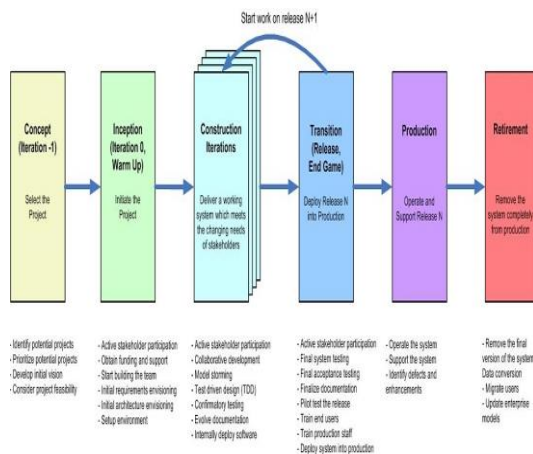 Start work on release N+1
Concept
(Iteration -1)
Select the
Project
Inception
(Iteration 0,
Warm Up)
Initiate the
Project
Construction
Iterations
Deliver a working
system which meets
the changing needs
of stakeholders
Transition
(Release,
End Game)
Deploy Release N
into Production
Production
Operate and
Support Release N
Retirement
Remove the
system completely
from production
- Identify potential projects
- Prioritize potential projects
- Develop initial vision
- Consider project feasibility
- Active stakeholder participation
- Obtain funding and support
- Start building the team
- Initial requirements envisioning
- Initial architecture envisioning
- Setup environment
- Active stakeholder participation
- Collaborative development
- Model storming
- Test driven design (TDD)
- Confirmatory testing
- Evolve documentation
- Internally deploy software
- Active stakeholder participation
- Final system testing
- Final acceptance testing
- Finalize documentation
- Pilot test the release
- Train end users
- Train production staff
- Deploy system into production
- Operate the system
- Support the system
- Identify defects and
enhancements
- Remove the final
version of the system
Data conversion
- Migrate users
- Update enterprise
models